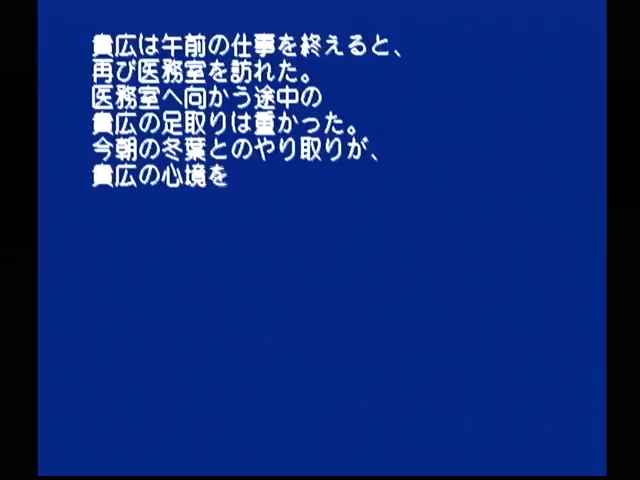 貴広は午前の仕事を終えると、
再び医務室を訪れた。
医務室へ向かう途中の
貴広の足取りは重かった。
今朝の冬葉とのやり取りが、
貴広の心境を